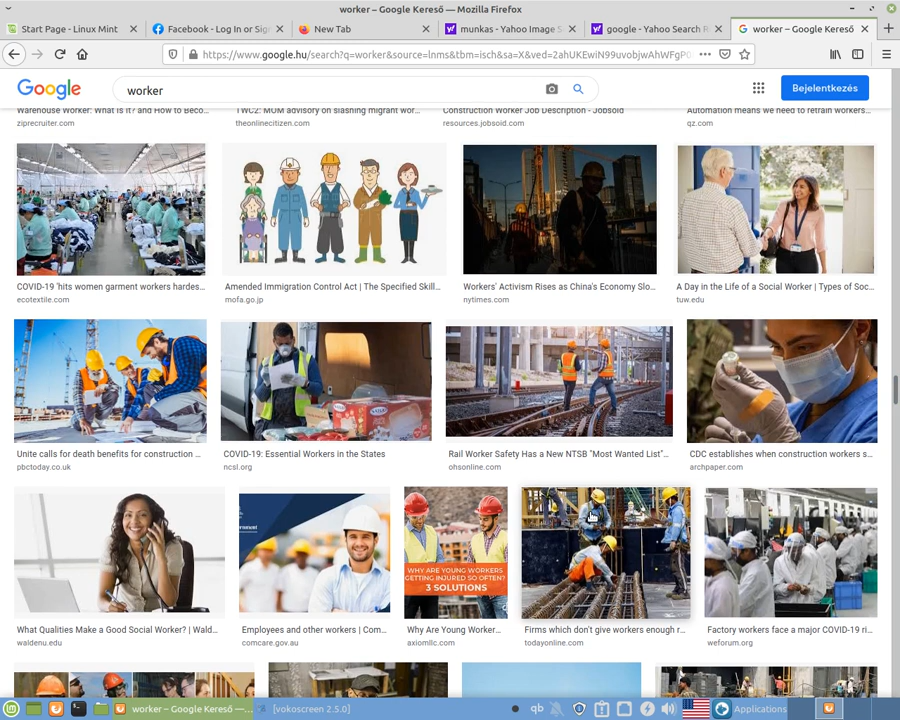 worker – Google Kereső — Mozilla Firefox
Start Page - Linux Mint
Facebook - Log In or Sig
New Tab
munkas - Yahoo Image S
google - Yahoo Search R
worker – Google Kereső
https://www.google.hu/search?q=worker&source=lnms&tbm=isch&sa=X&ved=2ahUKEwiN99uvobjwAhWFgP0
Google
worker
Bejelentkezés
Warehouse Worker: What is it? and How to Beco...
TWC2: MOM advisory on slashing migrant wor...
Construction Worker Job Description - Jobsoid
Automation means we need to retrain workers...
ziprecruiter.com
theonlinecitizen.com
resources.jobsoid.com
qz.com
COVID-19 'hits women garment workers hardes...
Amended Immigration Control Act | The Specified Skill...
Workers' Activism Rises as China's Economy Slo...
A Day in the Life of a Social Worker | Types of Soc...
ecotextile.com
mofa.go.jp
nytimes.com
tuw.edu
Unite calls for death benefits for construction ...
COVID-19: Essential Workers in the States
Rail Worker Safety Has a New NTSB "Most Wanted List"...
CDC establishes when construction workers s...
pbctoday.co.uk
ncsl.org
ohsonline.com
archpaper.com
WHY ARE YOUNG WORKERS
GETTING INJURED SO OFTEN?
3 SOLUTIONS
What Qualities Make a Good Social Worker? | Wald...
Employees and other workers | Com...
Why Are Young Worker...
Firms which don't give workers enough r...
Factory workers face a major COVID-19 ri...
waldenu.edu
comcare.gov.au
axiomllc.com
todayonline.com
weforum.org
worker – Google Kereső —...
[vokoscreen 2.5.0]
qb
Applications